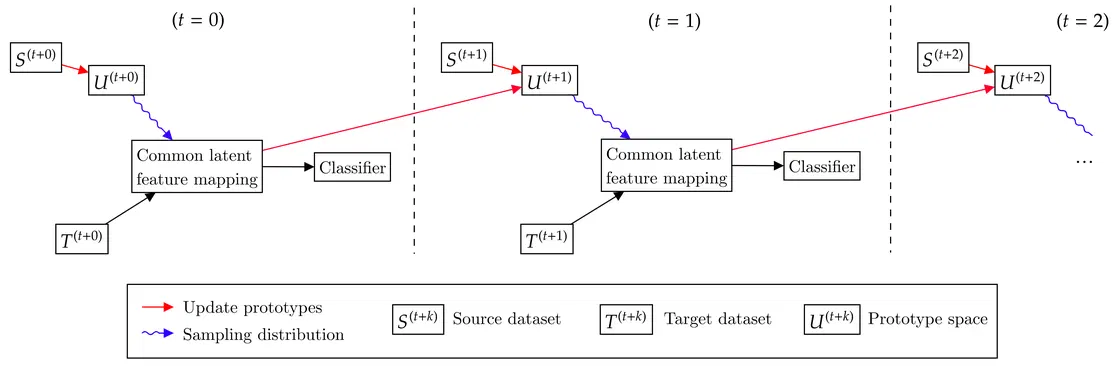 (t = 0)
(t = 1)
(t = 2)
S(t+0)
U(t+0)
Common latent
feature mapping
Classifier
T(t+0)
S(t+1)
U(t+1)
Common latent
feature mapping
Classifier
T(t+1)
S(t+2)
U(t+2)
...
Update prototypes
Sampling distribution
S(t+k) Source dataset
T(t+k) Target dataset
U(t+k) Prototype space